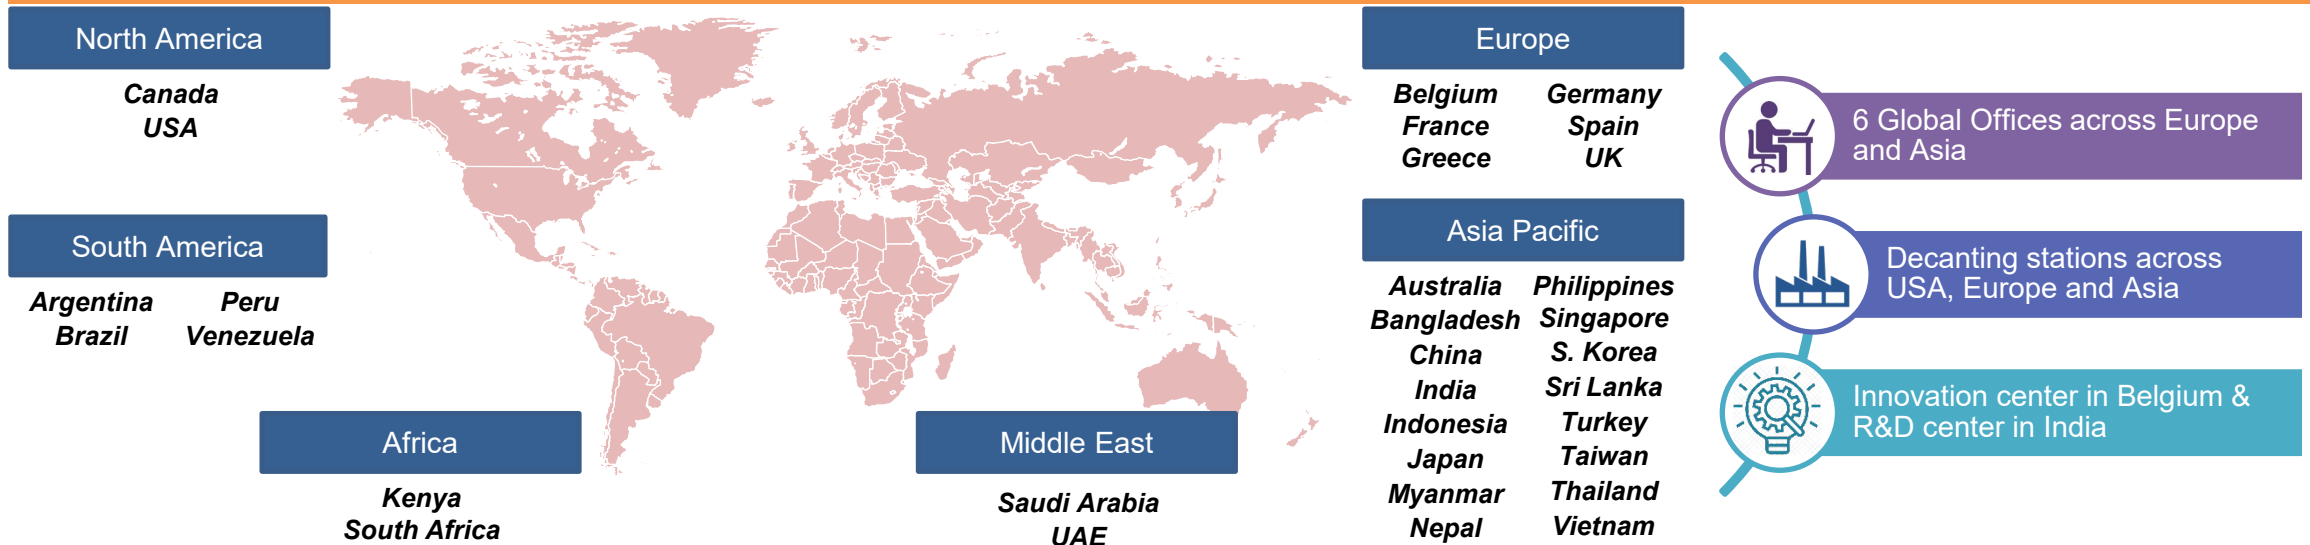 North America
Canada
USA
South America
Argentina Peru
Brazil Venezuela
Africa
Kenya
South Africa
Middle East
Saudi Arabia
UAE
Europe
Belgium Germany
France Spain
Greece UK
Asia Pacific
Australia Philippines
Bangladesh Singapore
China S. Korea
India Sri Lanka
Indonesia Turkey
Japan Taiwan
Myanmar Thailand
Nepal Vietnam
6 Global Offices across Europe
and Asia
Decanting stations across
USA, Europe and Asia
Innovation center in Belgium &
R&D center in India